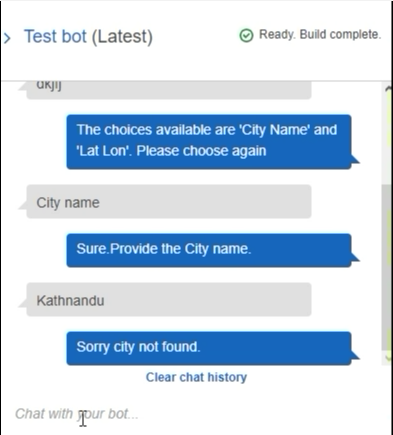 > Test bot (Latest)
Ready. Build complete.
dkjlj
The choices available are 'City Name' and
'Lat Lon'. Please choose again
City name
Sure.Provide the City name.
Kathnandu
Sorry city not found.
Clear chat history
Chat with your bot...